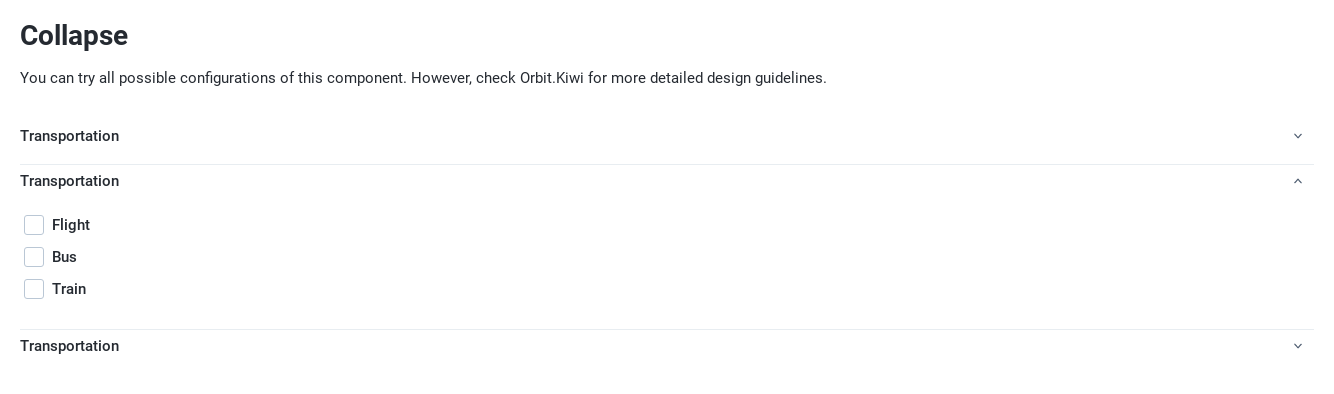 Collapse
You can try all possible configurations of this component. However, check Orbit.Kiwi for more detailed design guidelines.
Transportation
Transportation
Flight
Bus
Train
Transportation